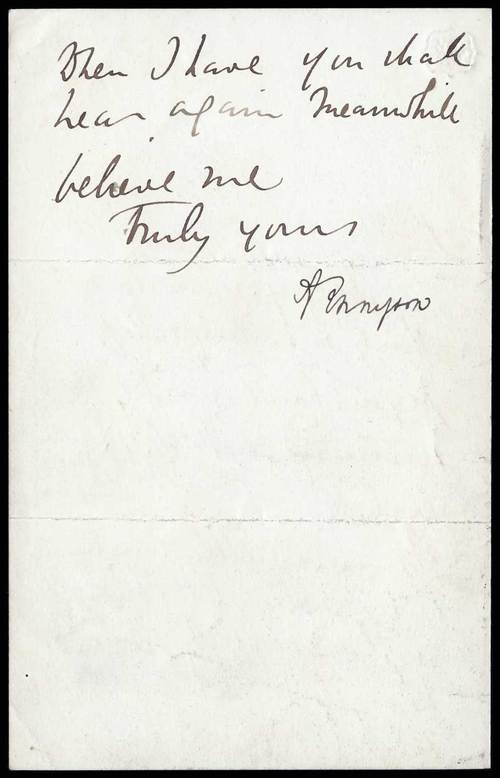 When I have you shall
hear again Meanwhile
believe me
Truly yours
A Tennyson